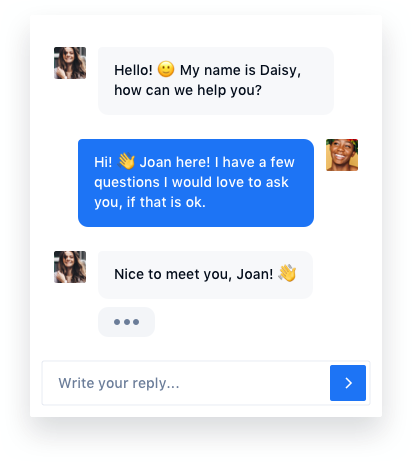 Hello! 🙂 My name is Daisy,
how can we help you?
Hi! 👋 Joan here! I have a few
questions I would love to ask
you, if that is ok.
Nice to meet you, Joan! 👋
Write your reply...